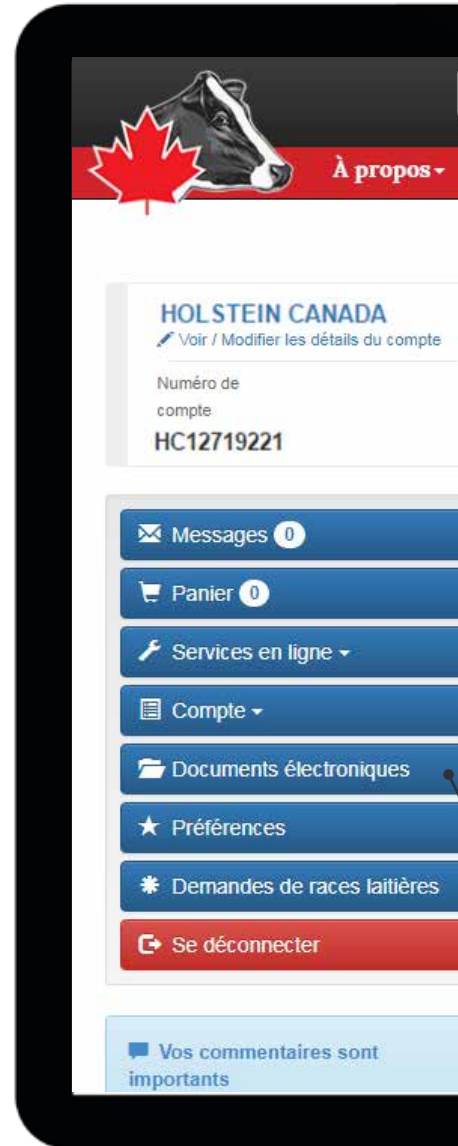 À propos
HOLSTEIN CANADA
Voir / Modifier les détails du compte
Numéro de
compte
HC12719221
Messages 0
Panier 0
Services en ligne
Compte
Documents électroniques
Préférences
Demandes de races laitières
Se déconnecter
Vos commentaires sont
importants